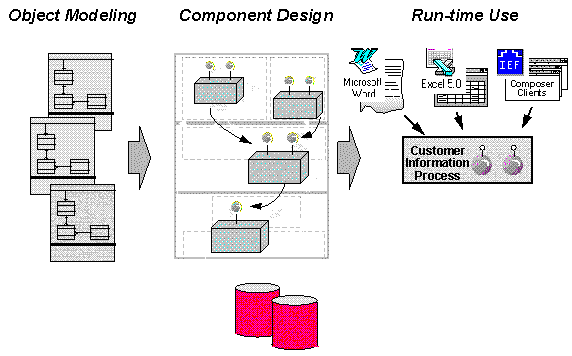 Object Modeling
Component Design
Run-time Use
W
Microsoft
Word
X
Excel 5.0
IEF
Composer
Clients
Customer
Information
Process